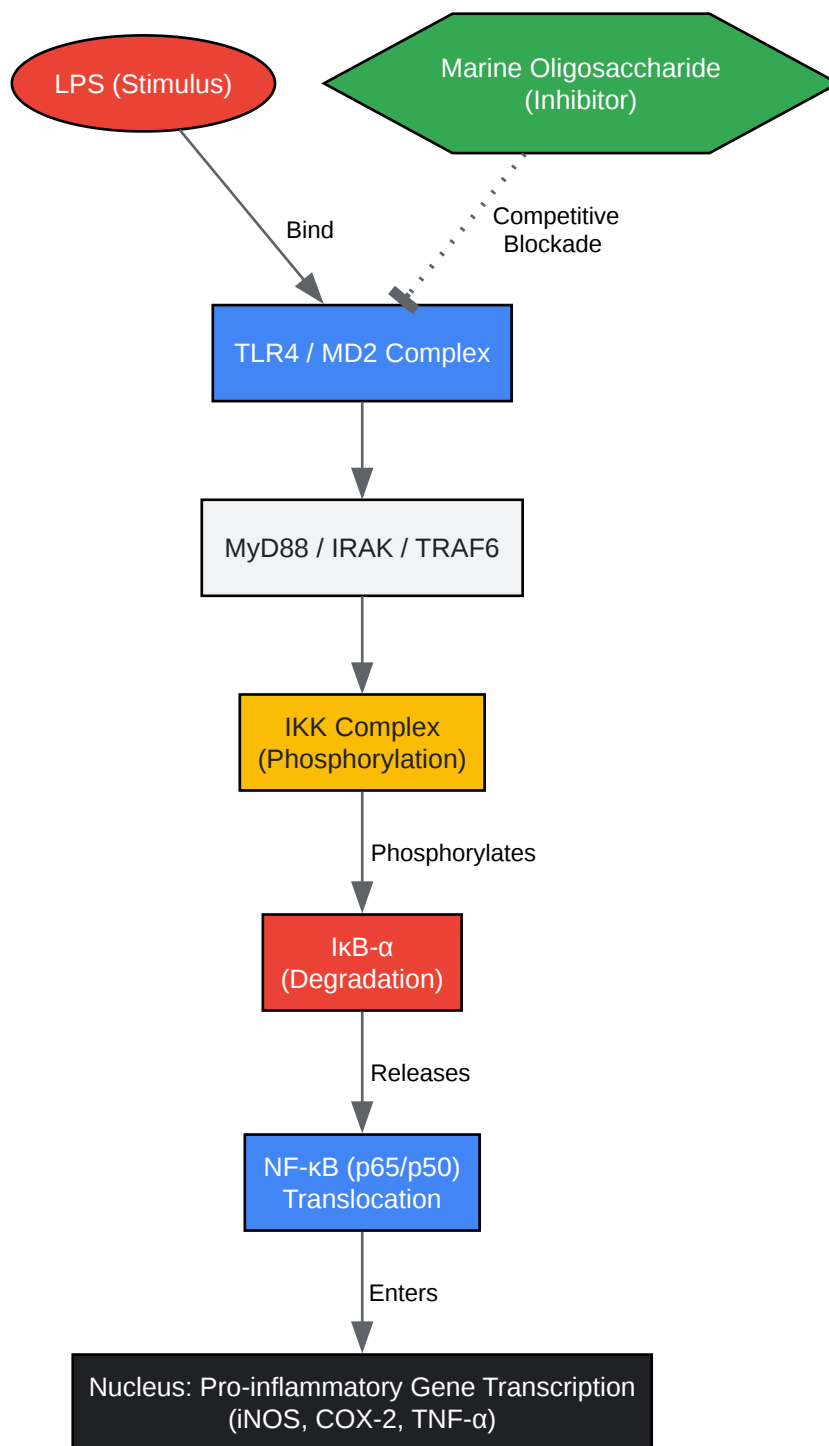 LPS (Stimulus)
Marine Oligosaccharide
(Inhibitor)
Bind
Competitive
Blockade
TLR4 / MD2 Complex
MyD88 / IRAK / TRAF6
IKK Complex
(Phosphorylation)
Phosphorylates
IκB-α
(Degradation)
Releases
NF-κB (p65/p50)
Translocation
Enters
Nucleus: Pro-inflammatory Gene Transcription
(iNOS, COX-2, TNF-α)